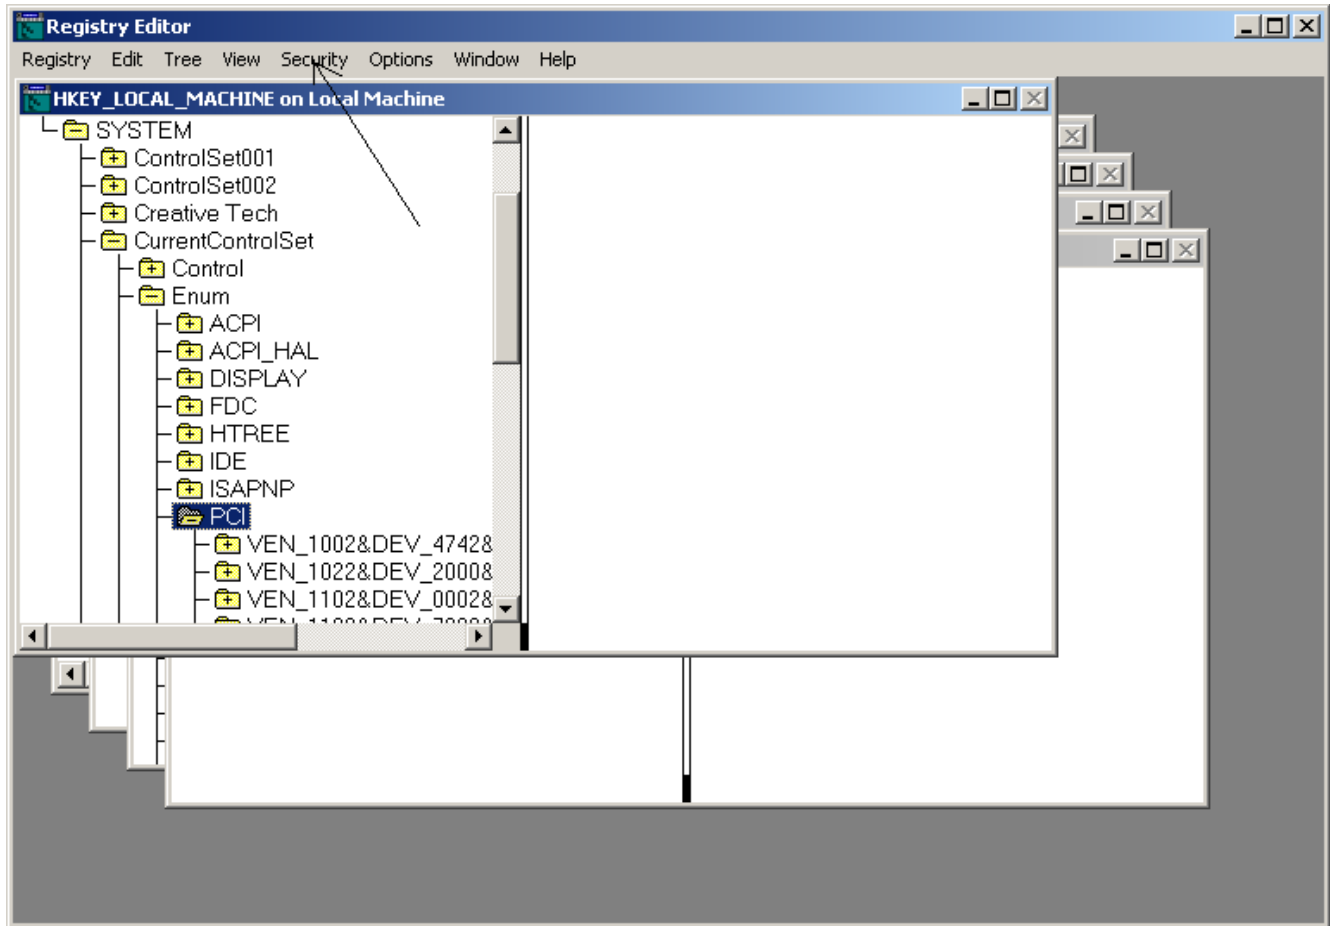 Registry Editor
Registry Edit Tree View Security Options Window Help
HKEY_LOCAL_MACHINE on Local Machine
SYSTEM
ControlSet001
ControlSet002
Creative Tech
CurrentControlSet
Control
Enum
ACPI
ACPI_HAL
DISPLAY
FDC
HTREE
IDE
ISAPNP
PCI
VEN_1002&DEV_4742&
VEN_1022&DEV_2000&
VEN_1102&DEV_0002&